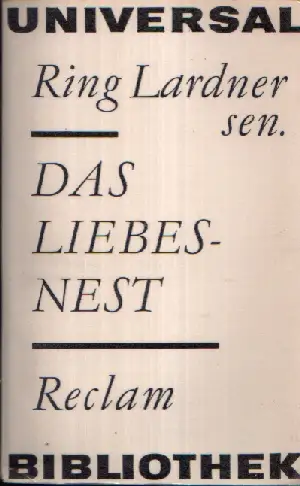 UNIVERSAL
Ring Lardner
sen.
DAS
LIEBES-
NEST
Reclam
BIBLIOTHEK